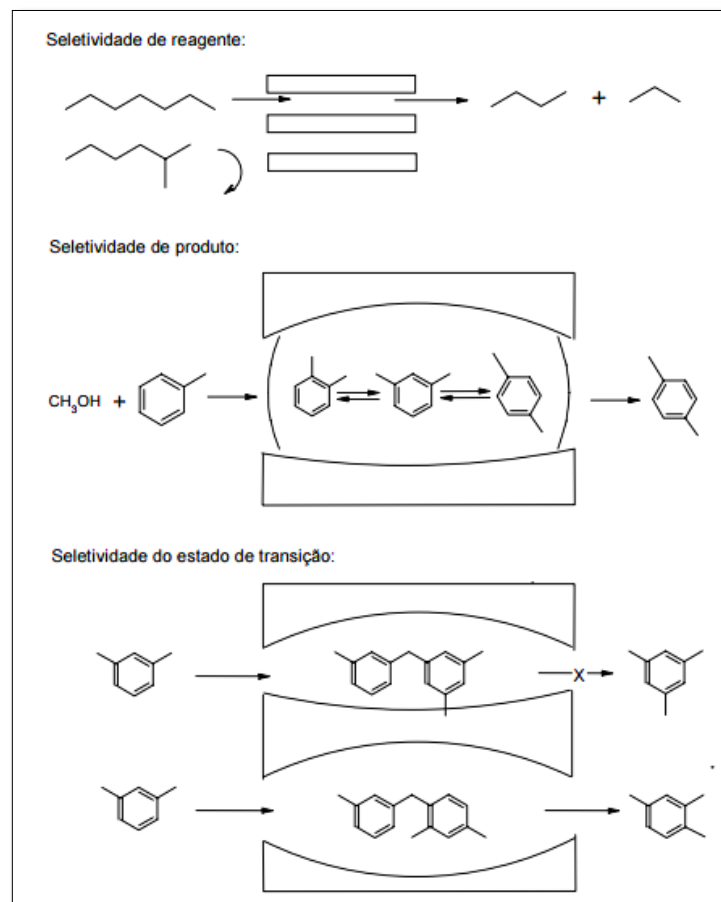 Seletividade de reagente:
+
Seletividade de produto:
CH3OH +
Seletividade do estado de transição:
X